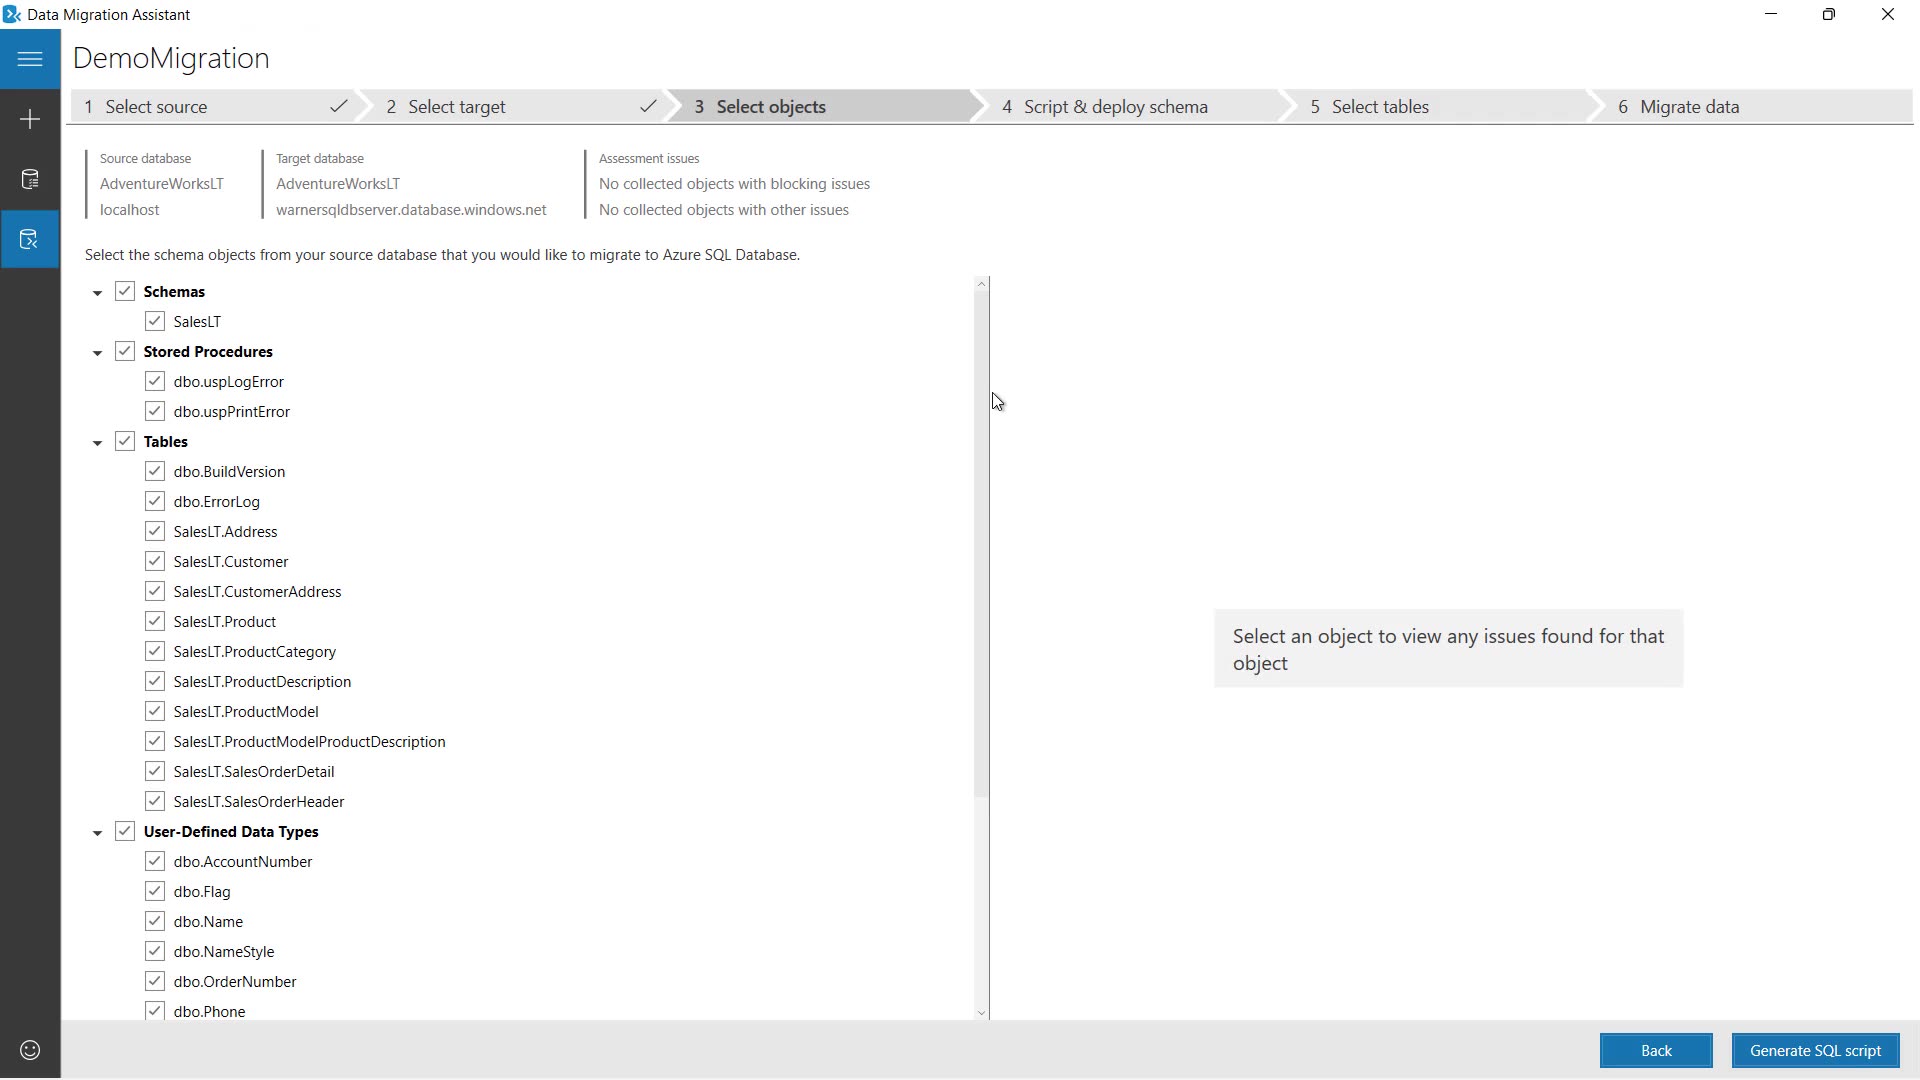 Data Migration Assistant
DemoMigration
1 Select source
2 Select target
3 Select objects
4 Script & deploy schema
5 Select tables
6 Migrate data
Source database
AdventureWorksLT
localhost
Target database
AdventureWorksLT
warnersqldbserver.database.windows.net
Assessment issues
No collected objects with blocking issues
No collected objects with other issues
Select the schema objects from your source database that you would like to migrate to Azure SQL Database.
Schemas
SalesLT
Stored Procedures
dbo.uspLogError
dbo.uspPrintError
Tables
dbo.BuildVersion
dbo.ErrorLog
SalesLT.Address
SalesLT.Customer
SalesLT.CustomerAddress
SalesLT.Product
SalesLT.ProductCategory
SalesLT.ProductDescription
SalesLT.ProductModel
SalesLT.ProductModelProductDescription
SalesLT.SalesOrderDetail
SalesLT.SalesOrderHeader
User-Defined Data Types
dbo.AccountNumber
dbo.Flag
dbo.Name
dbo.NameStyle
dbo.OrderNumber
dbo.Phone
Select an object to view any issues found for that
object
Back
Generate SQL script